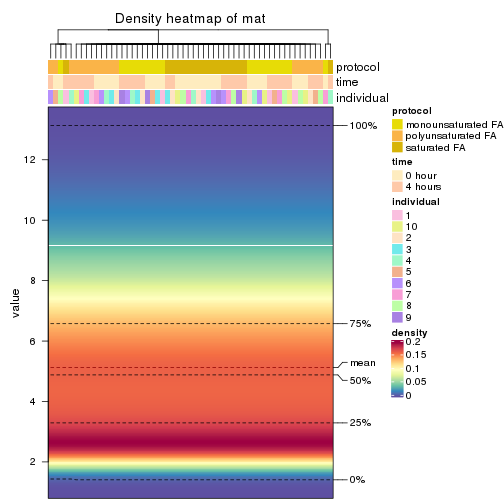 Density heatmap of mat
protocol
time
individual
value
12
10
8
6
4
2
100%
75%
mean
50%
25%
0%
protocol
monounsaturated FA
polyunsaturated FA
saturated FA
time
0 hour
4 hours
individual
1
10
2
3
4
5
6
7
8
9
density
0.2
0.15
0.1
0.05
0